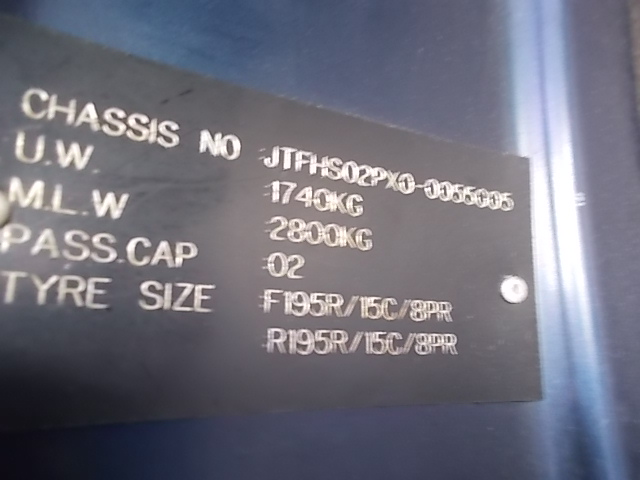 CHASSIS NO JTFHS02PX0-0055005
U.W. 1740KG
M.L.W 2800KG
PASS.CAP 02
TYRE SIZE F195R/15C/8PR
R195R/15C/8PR